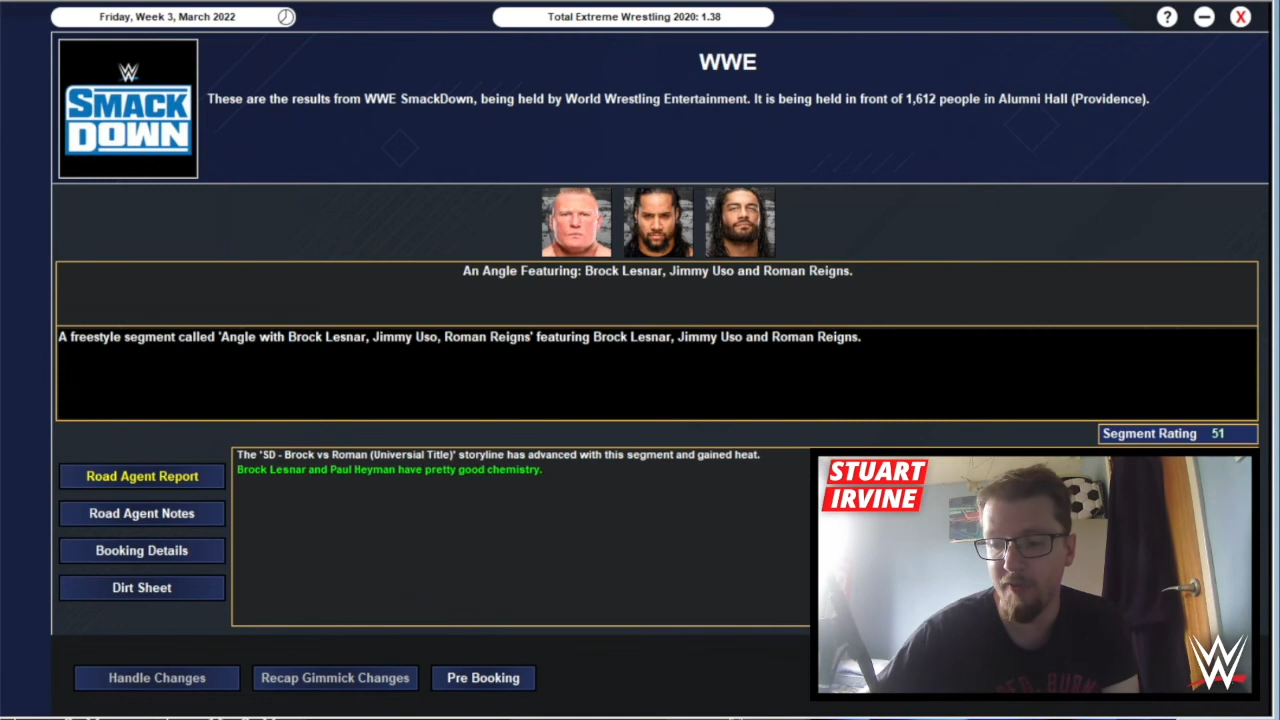 Friday, Week 3, March 2022
Total Extreme Wrestling 2020: 1.38
?
X
W
SMACK
DOWN
WWE
These are the results from WWE SmackDown, being held by World Wrestling Entertainment. It is being held in front of 1,612 people in Alumni Hall (Providence).
An Angle Featuring: Brock Lesnar, Jimmy Uso and Roman Reigns.
A freestyle segment called 'Angle with Brock Lesnar, Jimmy Uso, Roman Reigns' featuring Brock Lesnar, Jimmy Uso and Roman Reigns.
Segment Rating 51
Road Agent Report
Road Agent Notes
Booking Details
Dirt Sheet
The 'SD - Brock vs Roman (Universial Title)' storyline has advanced with this segment and gained heat.
Brock Lesnar and Paul Heyman have pretty good chemistry.
STUART
IRVINE
W
Handle Changes
Recap Gimmick Changes
Pre Booking